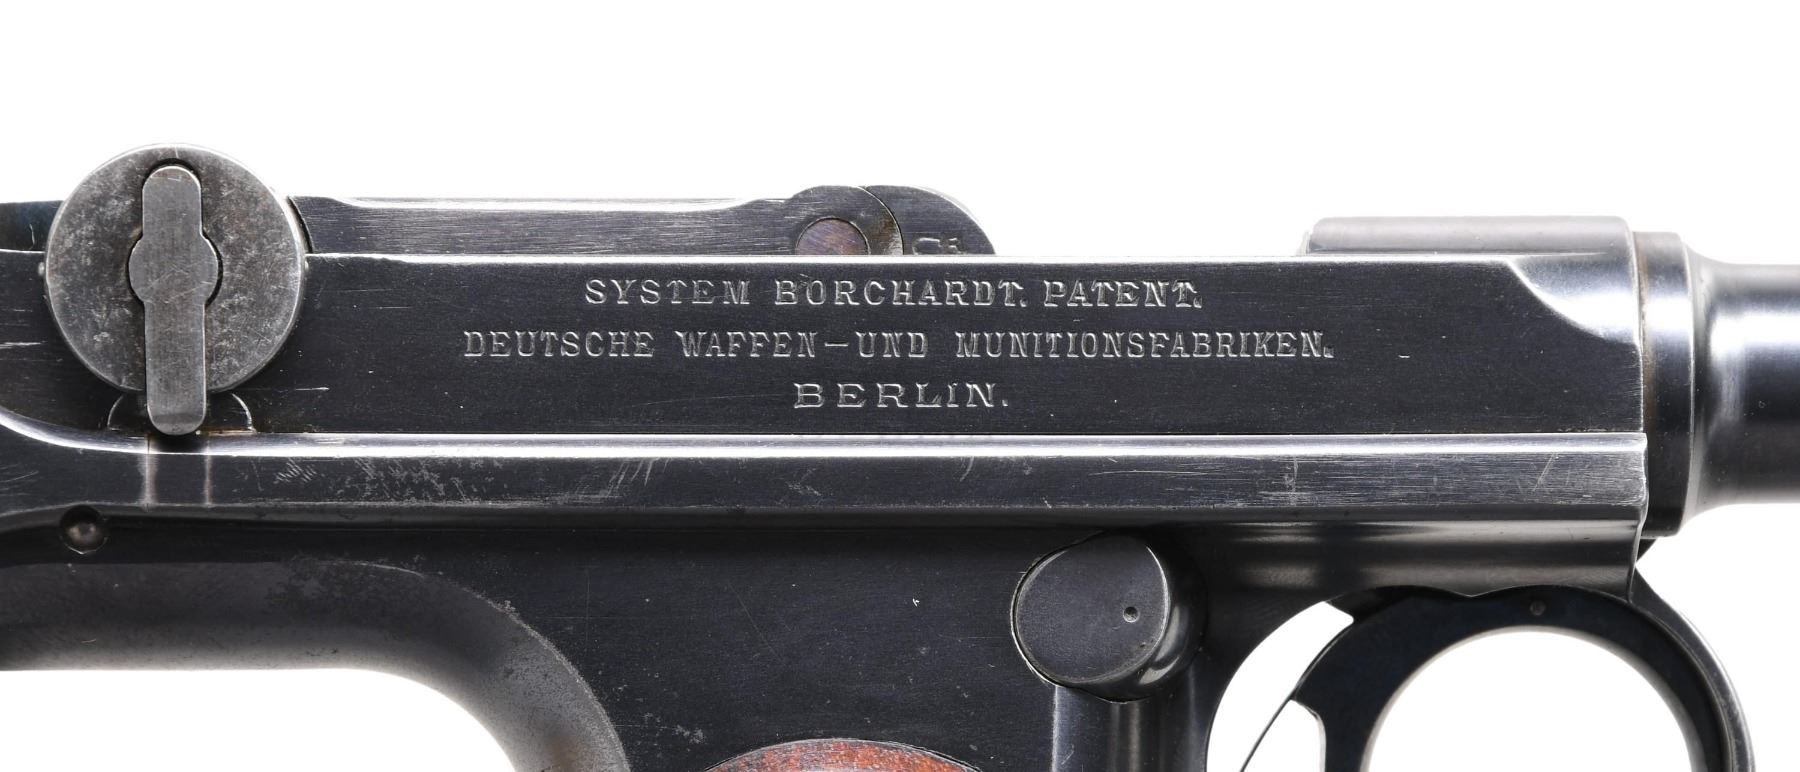 SYSTEM BORCHARDT. PATENT.
DEUTSCHE WAFFEN-UND MUNITIONSFABRIKEN.
BERLIN.